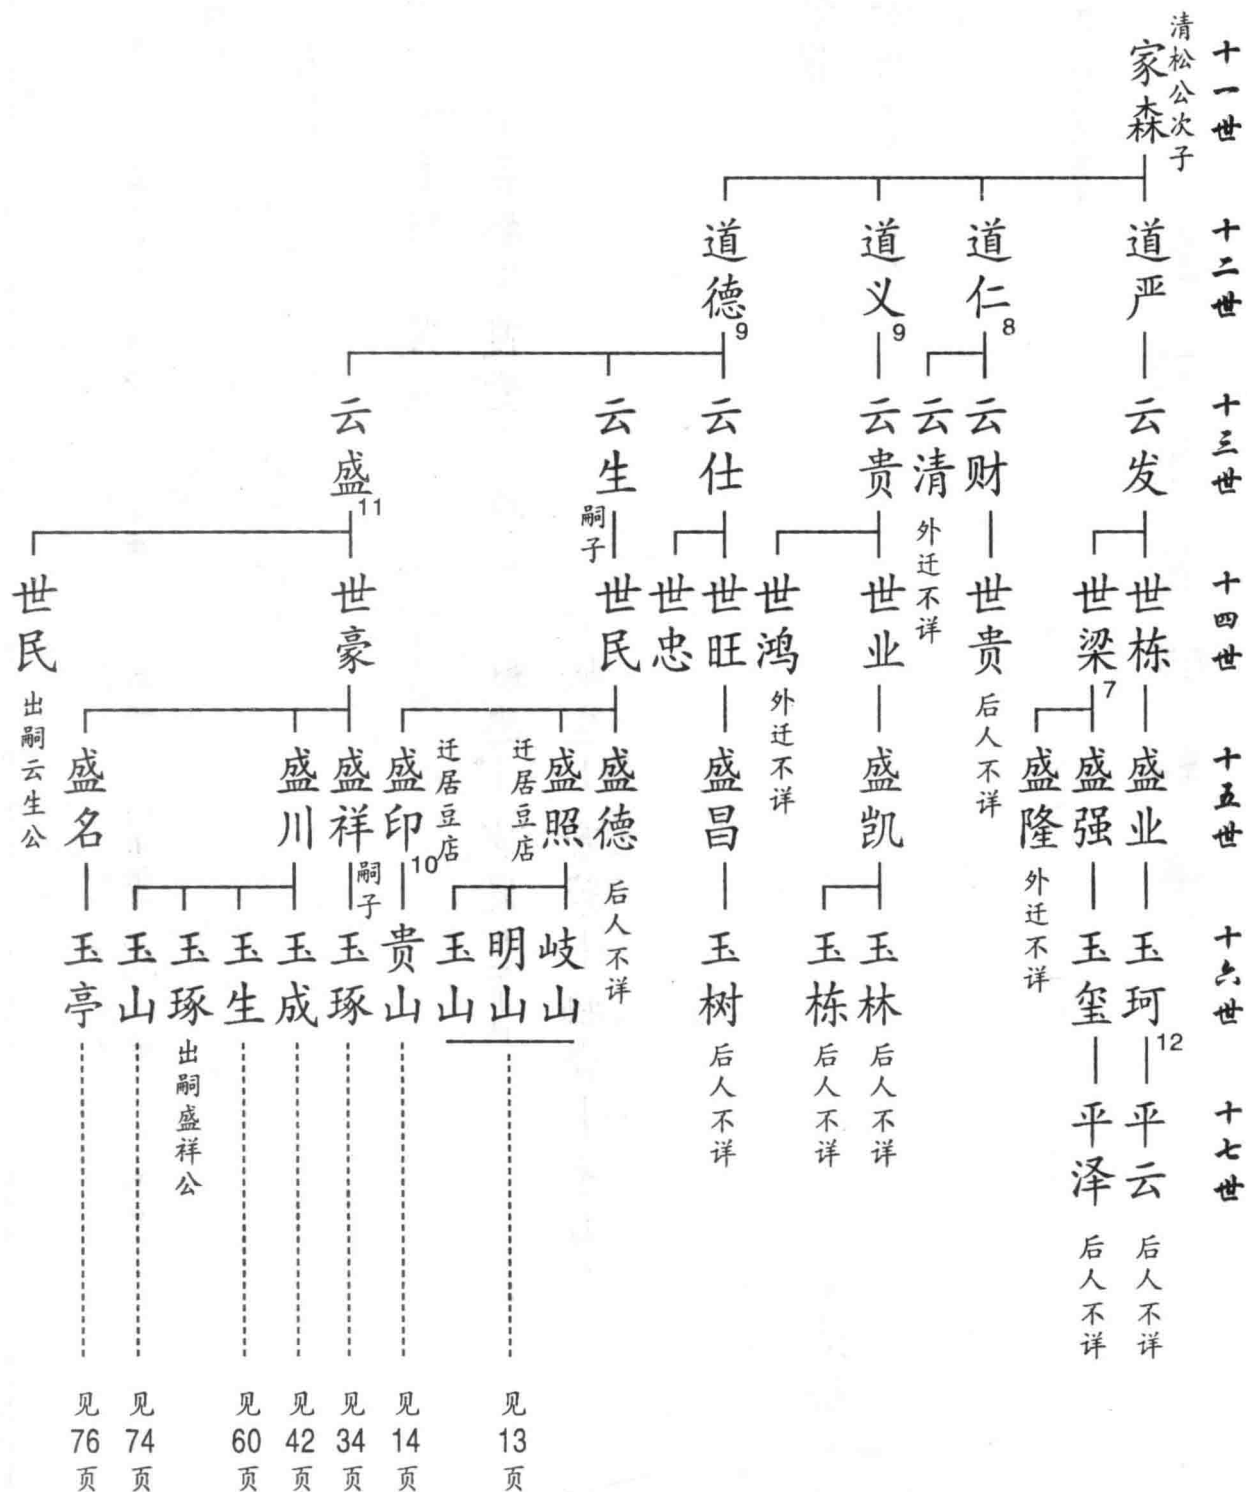 十一世
清松公次子
家森
十二世
道严
道仁
8
道义
9
道德
9
十三世
云发
云财
云清
外迁不详
云贵
云仕
云生
嗣子
云盛
11
十四世
世栋
世梁
7
世贵
后人不详
世业
世鸿
外迁不详
世旺
世忠
世民
世豪
世民
出嗣云生公
十五世
盛业
盛强
盛隆
外迁不详
盛凯
盛昌
盛德
后人不详
盛照
迁居豆店
盛印
迁居豆店
10
盛祥
嗣子
盛川
盛名
十六世
玉珂
12
玉玺
玉林
后人不详
玉栋
后人不详
玉树
后人不详
岐山
明山
玉山
贵山
玉琢
玉成
玉生
玉琢
出嗣盛祥公
玉山
玉亭
十七世
平云
后人不详
平泽
后人不详
见13页
见14页
见34页
见42页
见60页
见74页
见76页